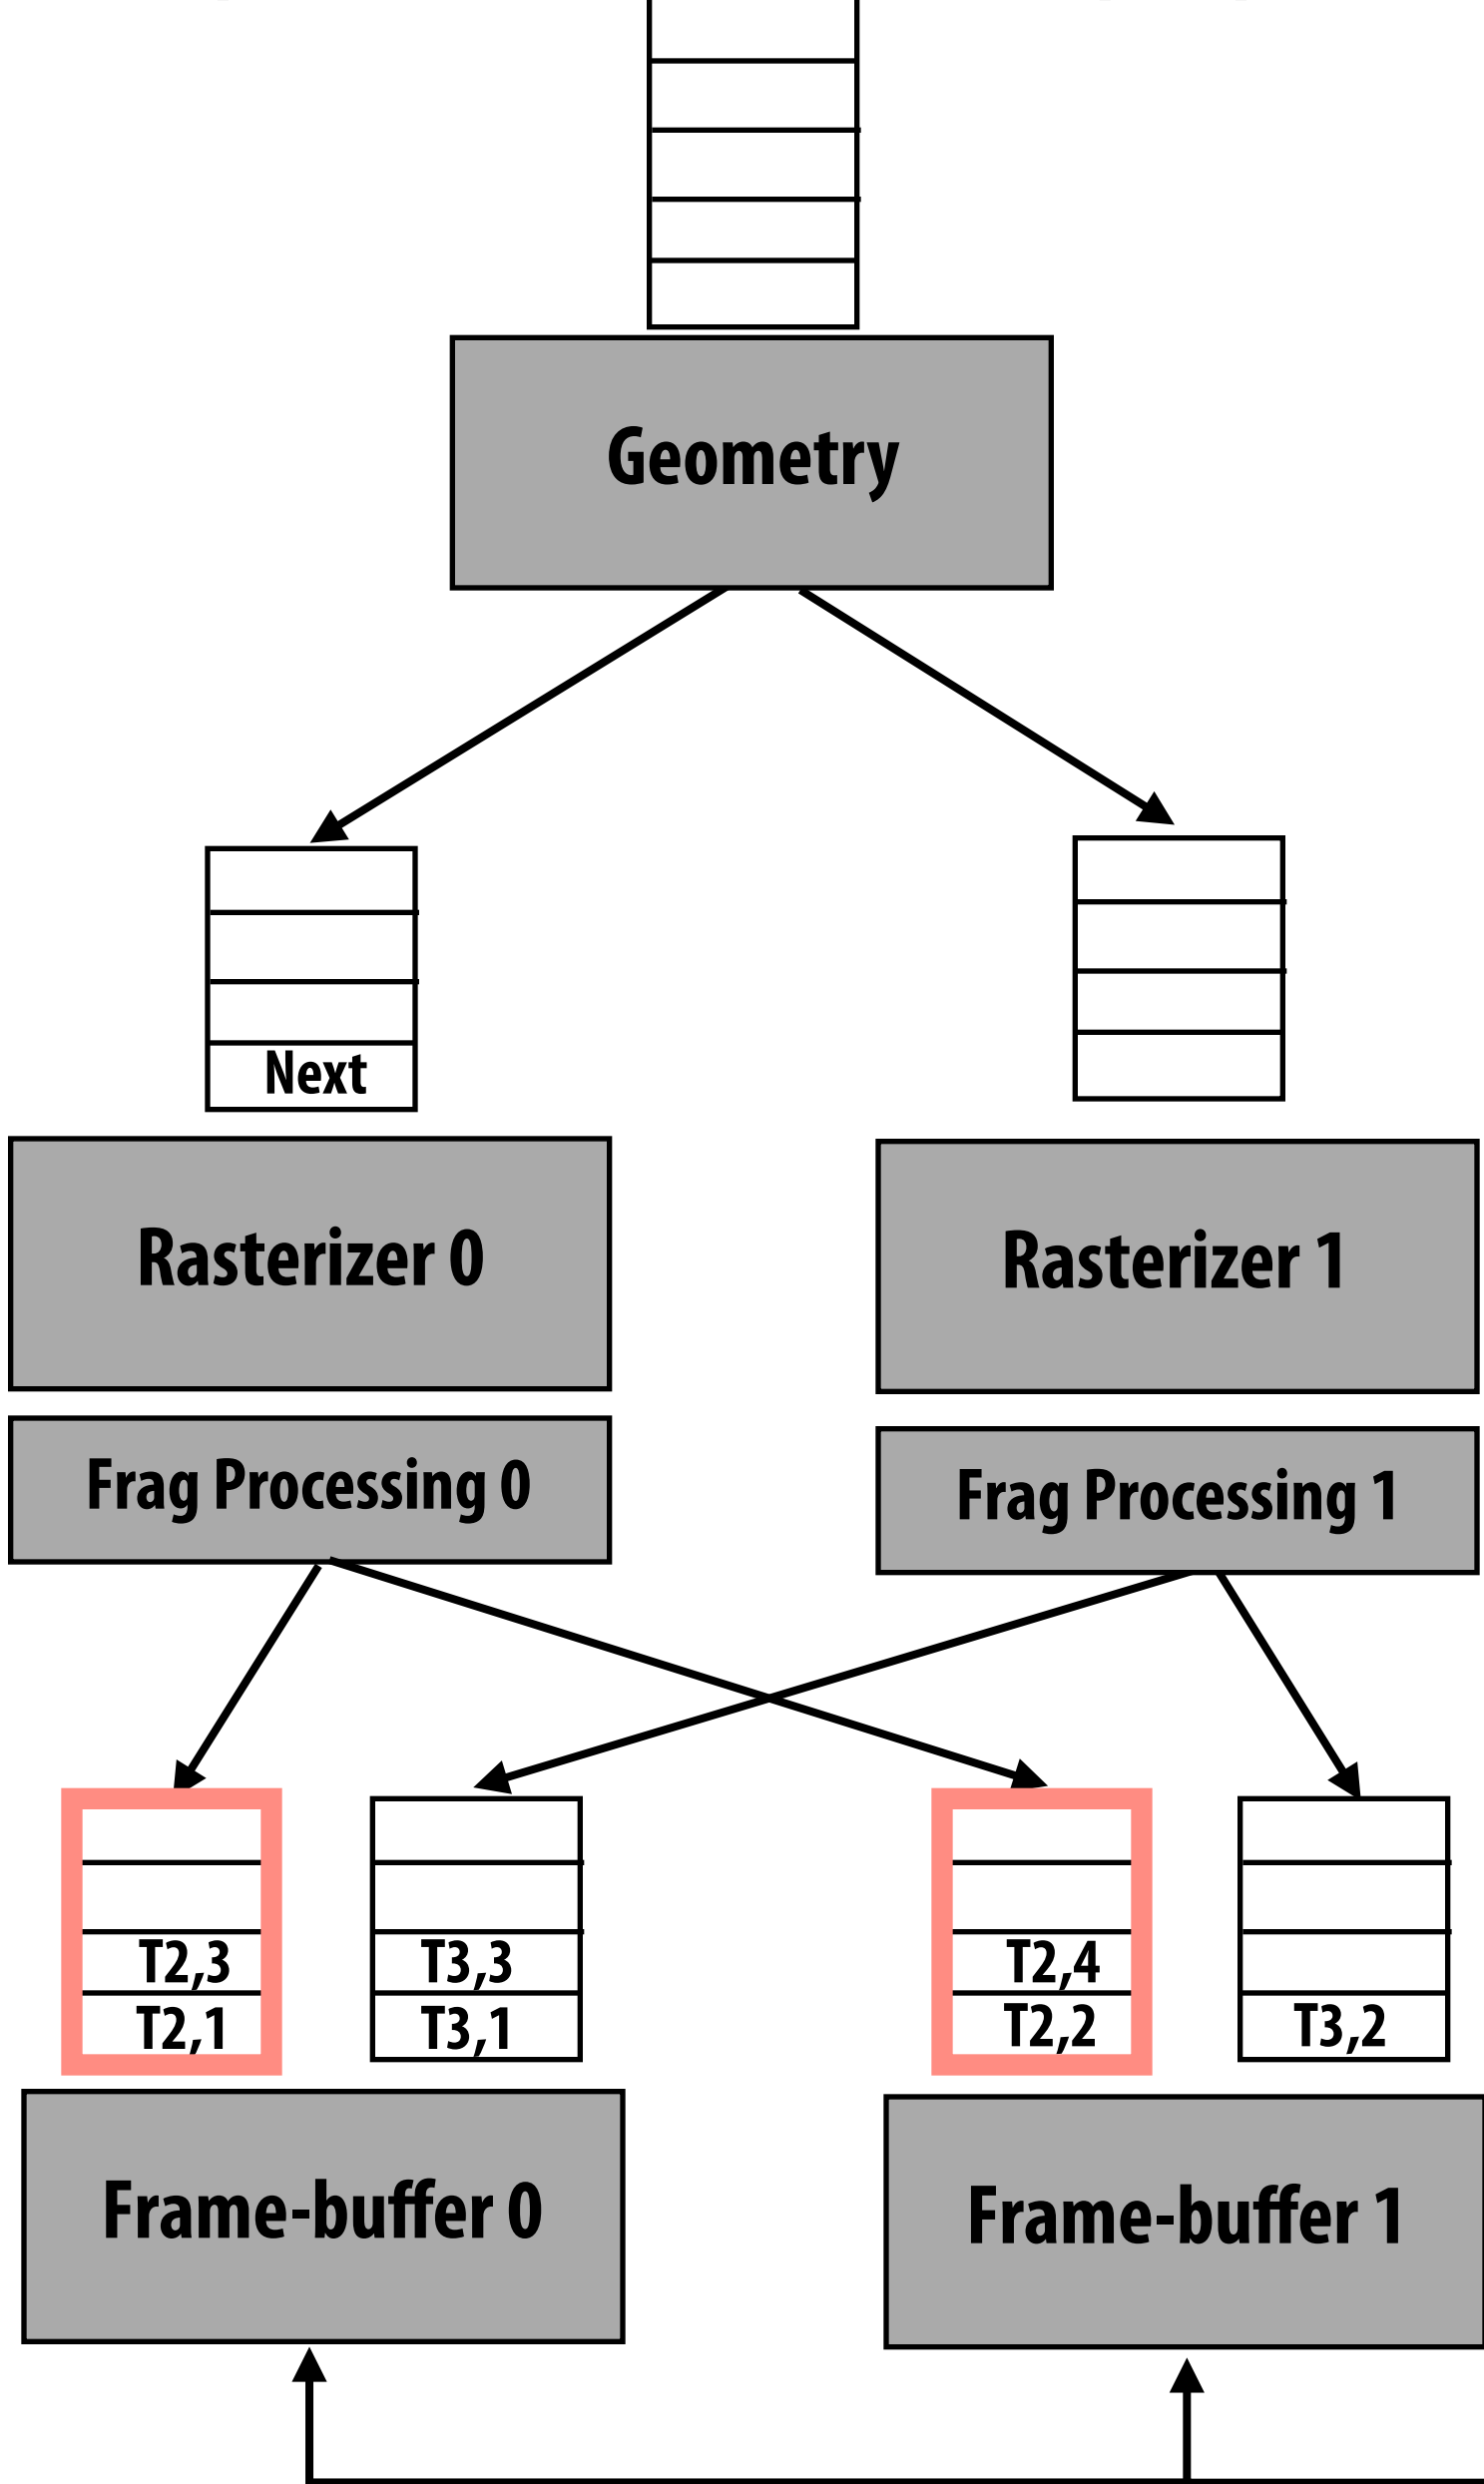 Geometry
Next
Rasterizer 0
Rasterizer 1
Frag Processing 0
Frag Processing 1
T2,3
T3,3
T2,4
T2,1
T3,1
T2,2
T3,2
Frame-buffer 0
Frame-buffer 1